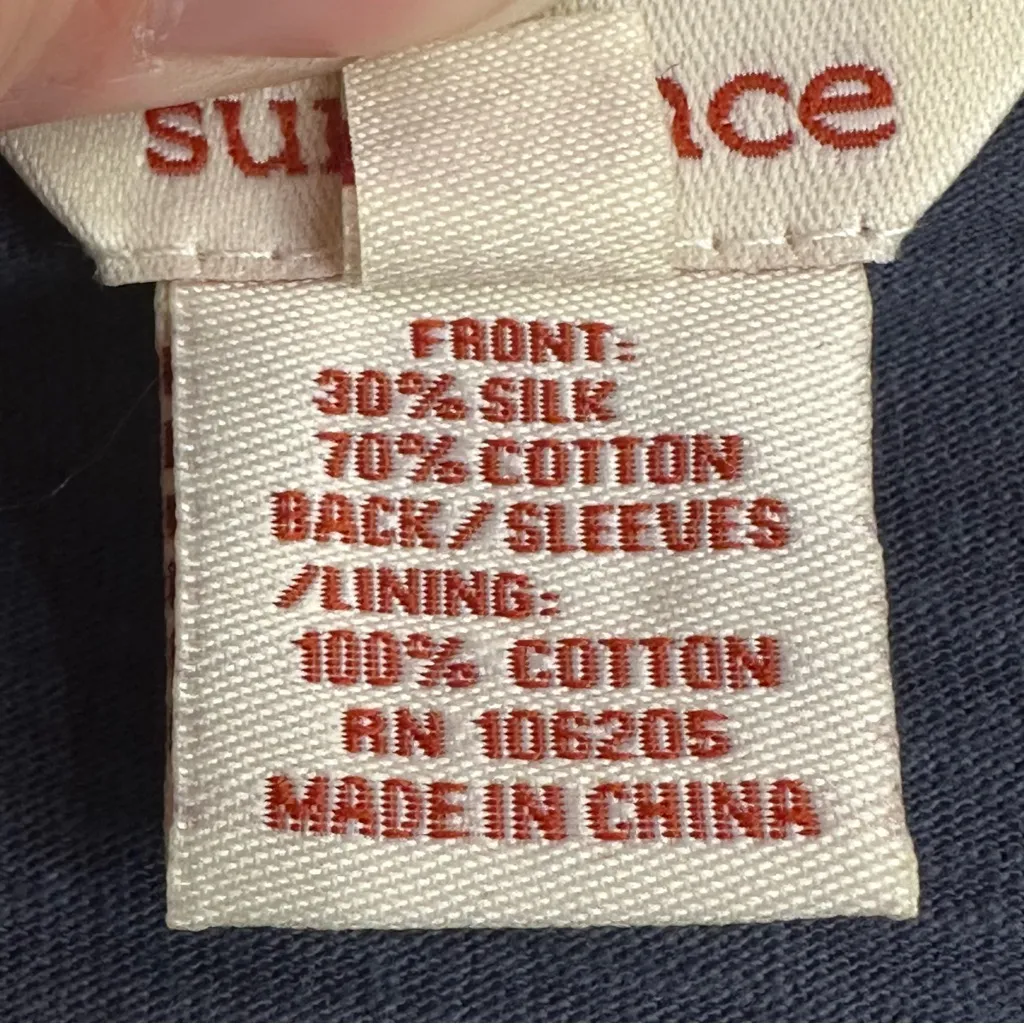 FRONT:
30% SILK
70% COTTON
BACK/SLEEVES
/LINING:
100% COTTON
RN 106205
MADE IN CHINA